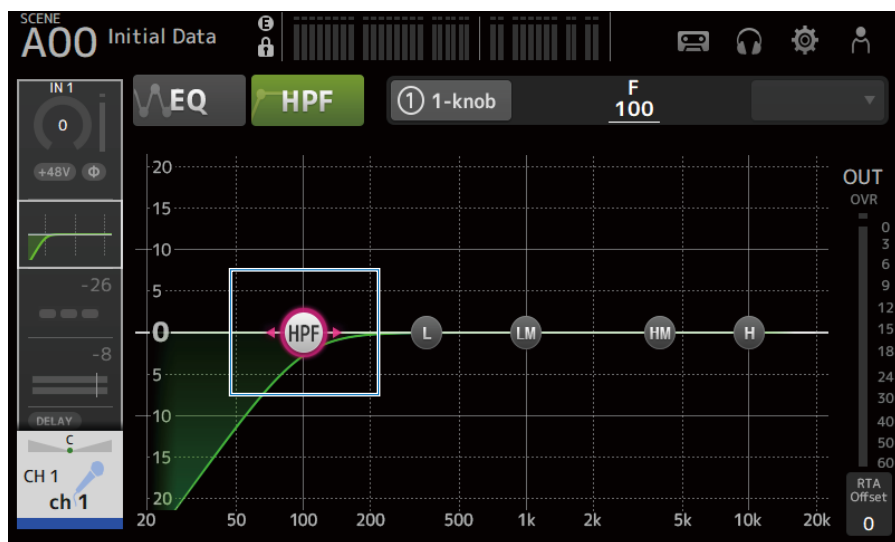 SCENE
A00 Initial Data
E
IN 1
0
+48V Φ
-26
-8
DELAY
C
CH 1
ch 1
EQ
HPF
1 1-knob
F
100
20
15
10
5
0
5
10
15
20
HPF
L
LM
HM
H
20 50 100 200 500 1k 2k 5k 10k 20k
OUT
OVR
0
3
6
9
12
15
18
24
30
40
50
60
RTA
Offset
0